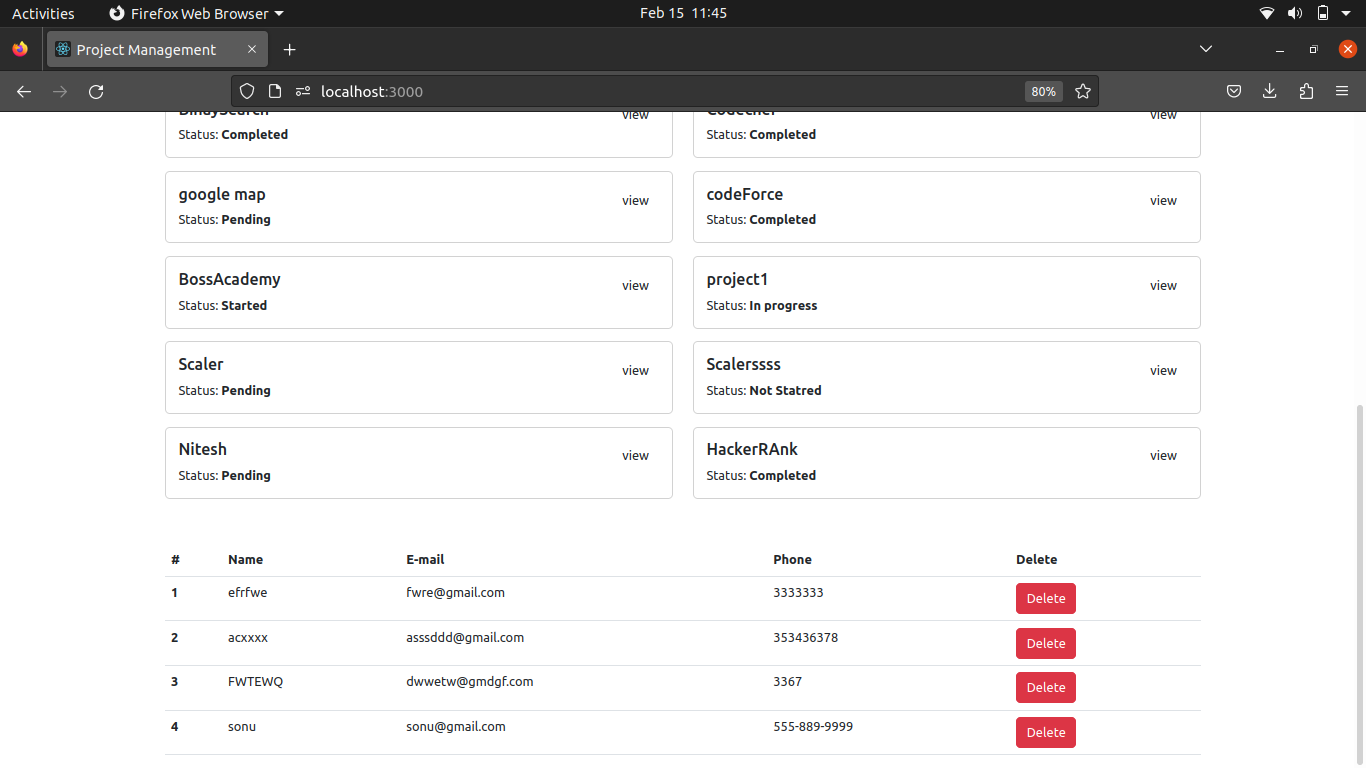 Activities Firefox Web Browser Feb 15 11:45
Project Management
localhost:3000 80%
view view
Status: Completed Status: Completed
google map view codeForce view
Status: Pending Status: Completed
BossAcademy view project1 view
Status: Started Status: In progress
Scaler view Scalerssss view
Status: Pending Status: Not Statred
Nitesh view HackerRAnk view
Status: Pending Status: Completed
# Name E-mail Phone Delete
1 efrfwe fwre@gmail.com 3333333 Delete
2 acxxxx asssddd@gmail.com 353436378 Delete
3 FWTEWQ dwwetw@gmdgf.com 3367 Delete
4 sonu sonu@gmail.com 555-889-9999 Delete